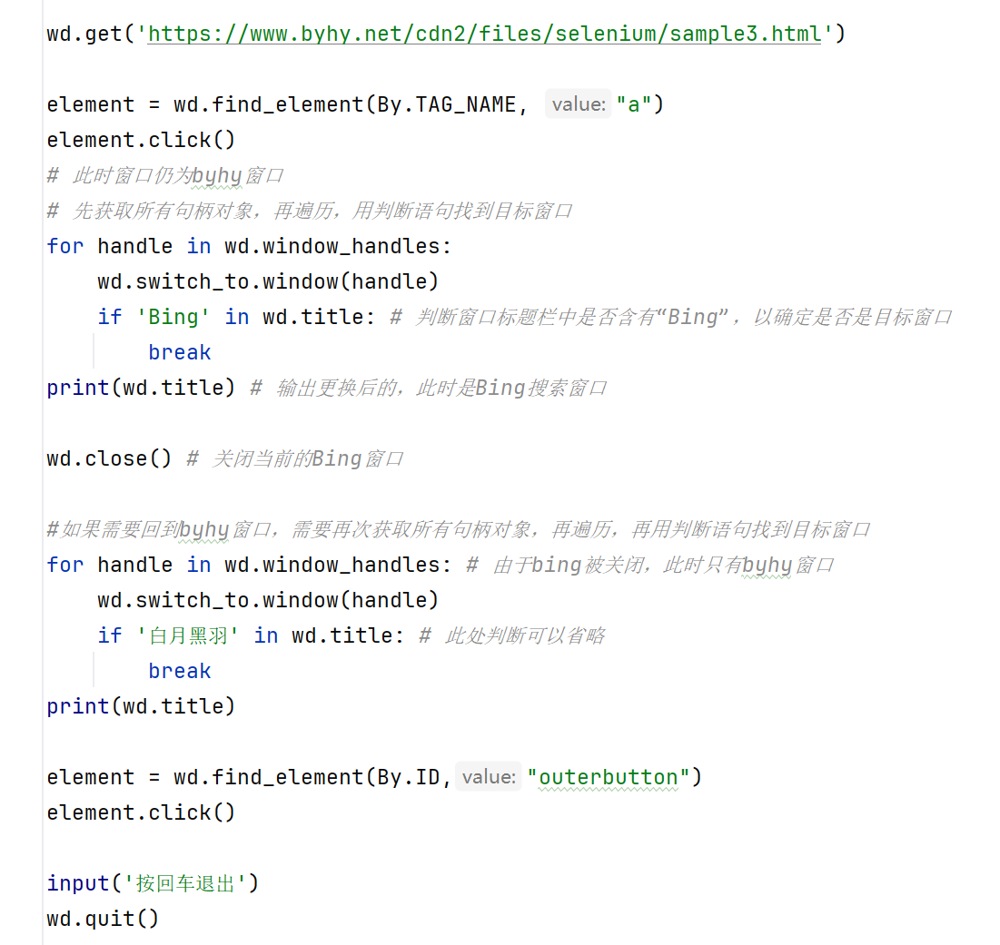 wd.get('https://www.byhy.net/cdn2/files/selenium/sample3.html')
element = wd.find_element(By.TAG_NAME, value: "a")
element.click()
# 此时窗口仍为byhy窗口
# 先获取所有句柄对象，再遍历，用判断语句找到目标窗口
for handle in wd.window_handles:
    wd.switch_to.window(handle)
    if 'Bing' in wd.title: # 判断窗口标题栏中是否含有“Bing”，以确定是否是目标窗口
        break
print(wd.title) # 输出更换后的，此时是Bing搜索窗口
wd.close() # 关闭当前的Bing窗口
#如果需要回到byhy窗口，需要再次获取所有句柄对象，再遍历，再用判断语句找到目标窗口
for handle in wd.window_handles: # 由于bing被关闭，此时只有byhy窗口
    wd.switch_to.window(handle)
    if '白月黑羽' in wd.title: # 此处判断可以省略
        break
print(wd.title)
element = wd.find_element(By.ID, value: "outerbutton")
element.click()
input('按回车退出')
wd.quit()